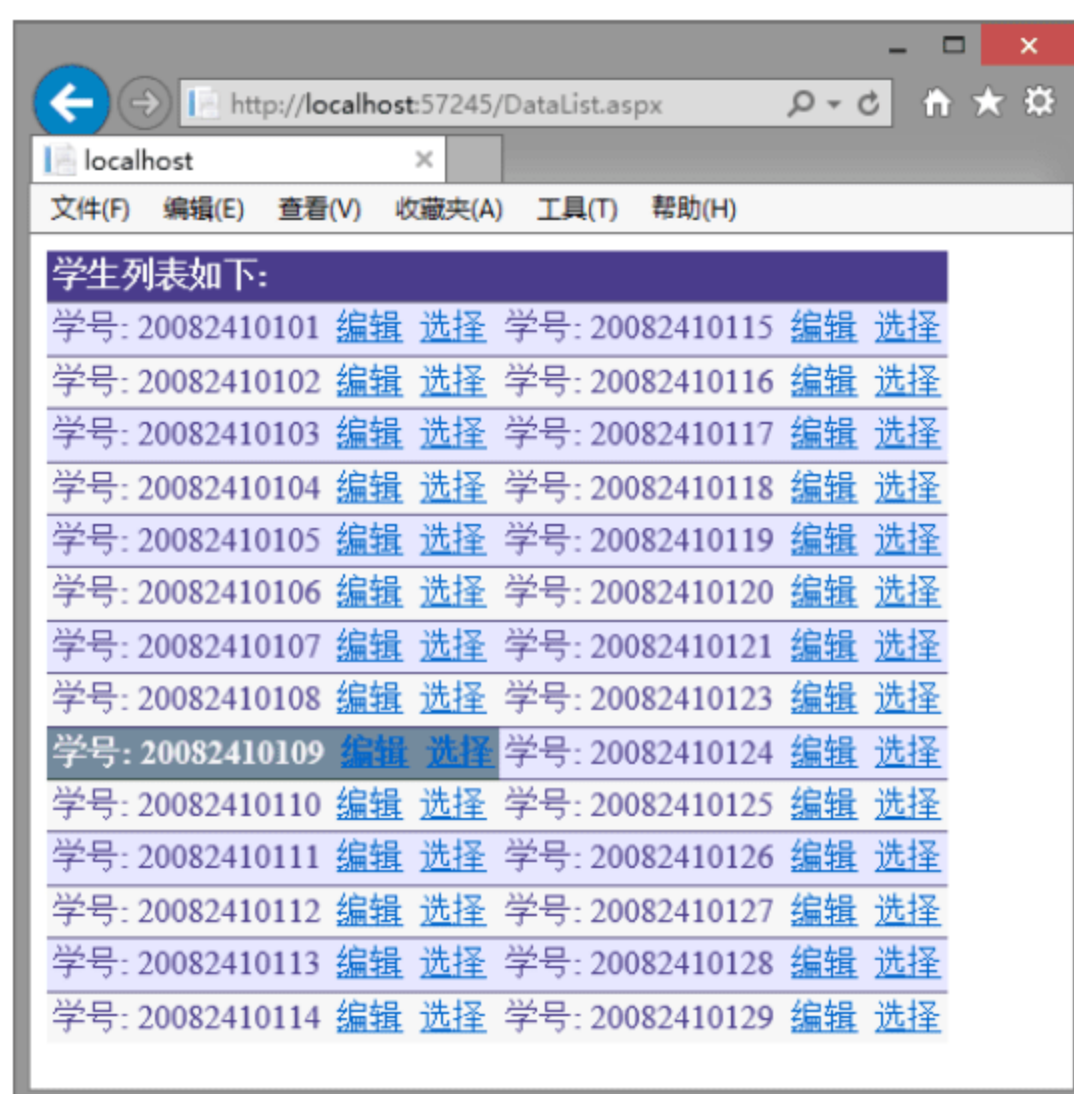 http://localhost:57245/DataList.aspx
localhost
文件(F) 编辑(E) 查看(V) 收藏夹(A) 工具(T) 帮助(H)
学生列表如下:
学号: 20082410101 编辑 选择 学号: 20082410115 编辑 选择
学号: 20082410102 编辑 选择 学号: 20082410116 编辑 选择
学号: 20082410103 编辑 选择 学号: 20082410117 编辑 选择
学号: 20082410104 编辑 选择 学号: 20082410118 编辑 选择
学号: 20082410105 编辑 选择 学号: 20082410119 编辑 选择
学号: 20082410106 编辑 选择 学号: 20082410120 编辑 选择
学号: 20082410107 编辑 选择 学号: 20082410121 编辑 选择
学号: 20082410108 编辑 选择 学号: 20082410123 编辑 选择
学号: 20082410109 编辑 选择 学号: 20082410124 编辑 选择
学号: 20082410110 编辑 选择 学号: 20082410125 编辑 选择
学号: 20082410111 编辑 选择 学号: 20082410126 编辑 选择
学号: 20082410112 编辑 选择 学号: 20082410127 编辑 选择
学号: 20082410113 编辑 选择 学号: 20082410128 编辑 选择
学号: 20082410114 编辑 选择 学号: 20082410129 编辑 选择